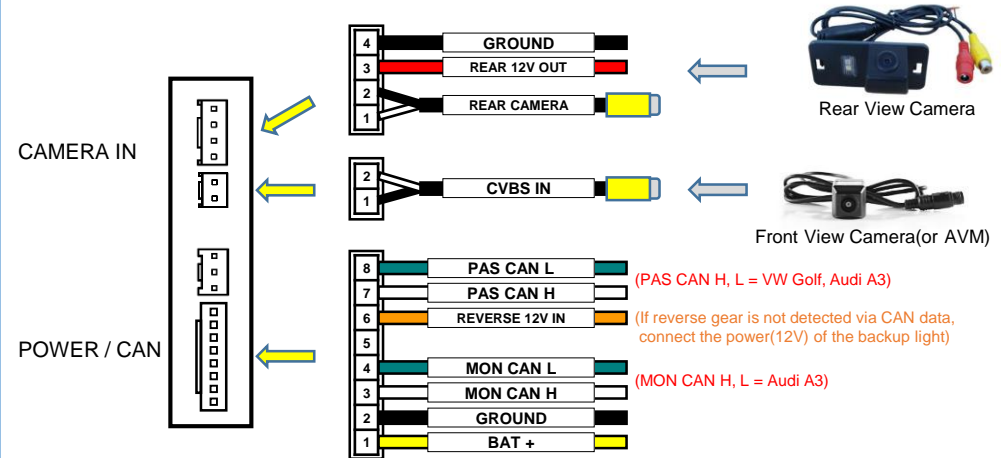 4 GROUND
3 REAR 12V OUT
2 REAR CAMERA
1
Rear View Camera
CAMERA IN
2 CVBS IN
1
Front View Camera(or AVM)
8 PAS CAN L
(PAS CAN H, L = VW Golf, Audi A3)
7 PAS CAN H
6 REVERSE 12V IN
(If reverse gear is not detected via CAN data,
connect the power(12V) of the backup light)
5
POWER / CAN
4 MON CAN L
(MON CAN H, L = Audi A3)
3 MON CAN H
2 GROUND
1 BAT +